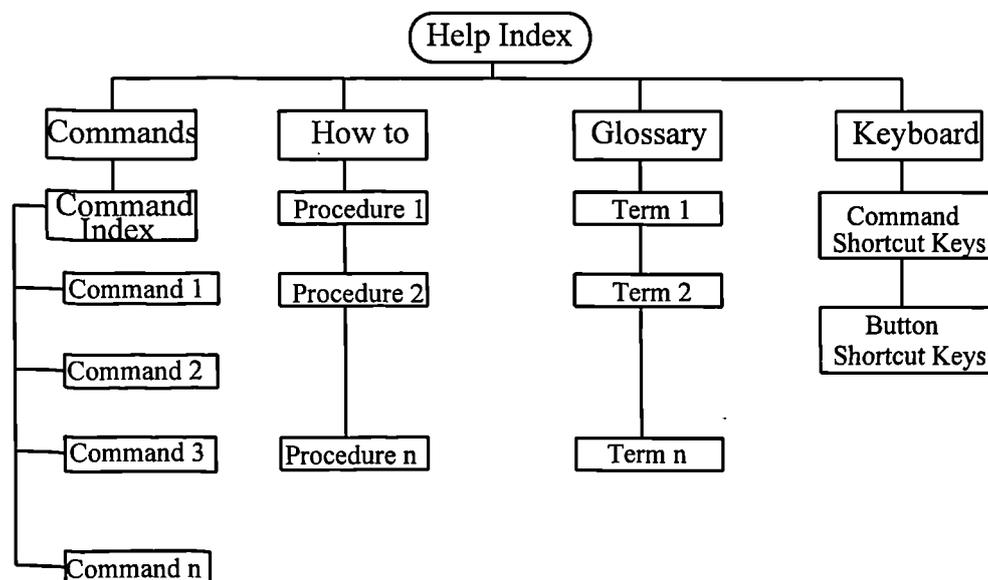 Help Index
Commands
How to
Glossary
Keyboard
Command
Index
Procedure 1
Term 1
Command
Shortcut Keys
Command 1
Procedure 2
Term 2
Button
Shortcut Keys
Command 2
Command 3
Procedure n
Term n
Command n